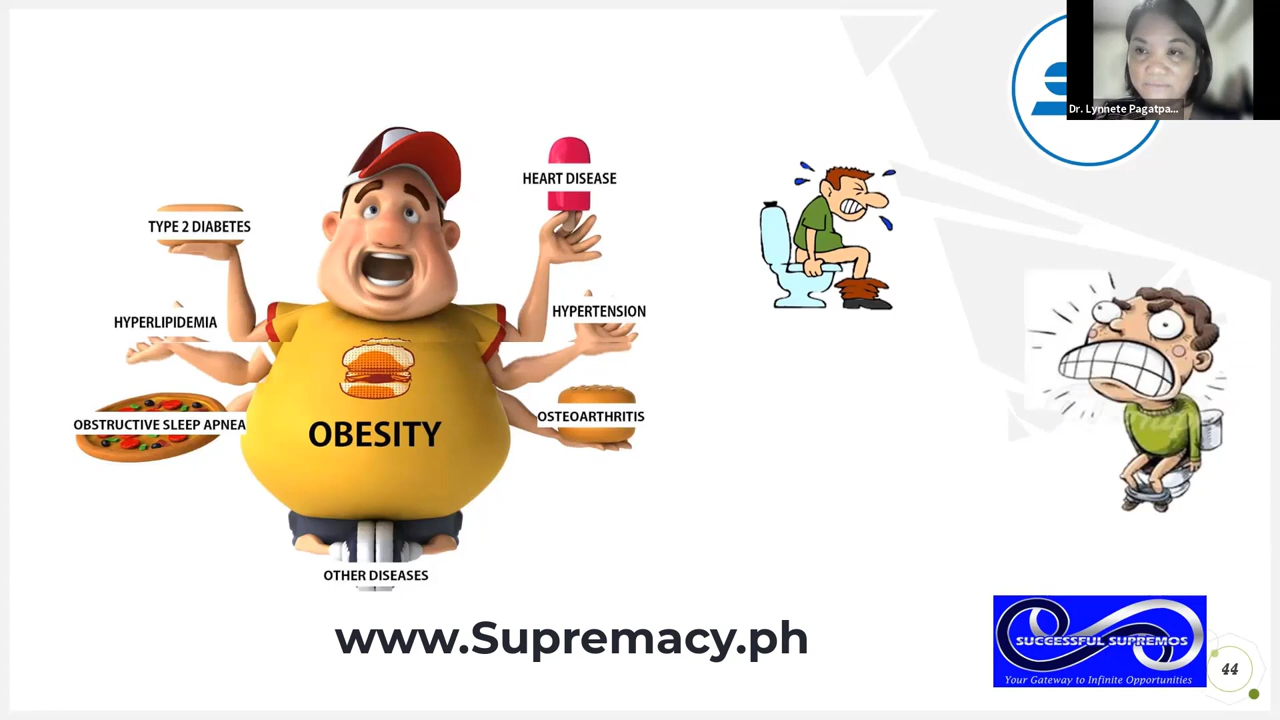 Dr. Lynnete Pagatpa...
HEART DISEASE
TYPE 2 DIABETES
HYPERTENSION
HYPERLIPIDEMIA
OSTEOARTHRITIS
OBSTRUCTIVE SLEEP APNEA
OBESITY
OTHER DISEASES
www.Supremacy.ph
SUCCESSFUL SUPREMOS
Your Gateway to Infinite Opportunities
44